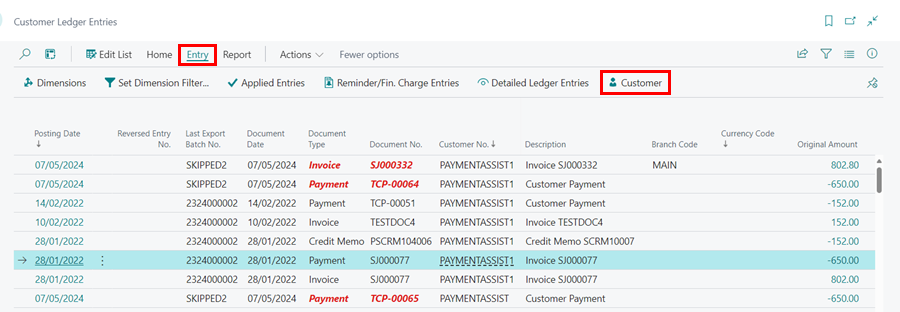 Customer Ledger Entries
Edit List Home Entry Report Actions Fewer options
Dimensions Set Dimension Filter... Applied Entries Reminder/Fin. Charge Entries Detailed Ledger Entries Customer
Posting Date ↓ Reversed Entry No. Last Export Batch No. Document Date Document Type Document No. Customer No. ↓ Description Branch Code Currency Code ↓ Original Amount
07/05/2024 SKIPPED2 07/05/2024 Invoice SJ000332 PAYMENTASSIST1 Invoice SJ000332 MAIN 802.80
07/05/2024 SKIPPED2 07/05/2024 Payment TCP-00064 PAYMENTASSIST1 Customer Payment -650.00
14/02/2022 2324000002 14/02/2022 Payment TCP-00051 PAYMENTASSIST1 Customer Payment -152.00
10/02/2022 2324000002 10/02/2022 Invoice TESTDOC4 PAYMENTASSIST1 Invoice TESTDOC4 152.00
28/01/2022 2324000002 28/01/2022 Credit Memo PSCRM104006 PAYMENTASSIST1 Credit Memo SCRM10007 -152.00
28/01/2022 2324000002 28/01/2022 Payment SJ000077 PAYMENTASSIST1 Invoice SJ000077 -650.00
28/01/2022 2324000002 28/01/2022 Invoice SJ000077 PAYMENTASSIST1 Invoice SJ000077 802.00
07/05/2024 SKIPPED2 07/05/2024 Payment TCP-00065 PAYMENTASSIST Customer Payment -650.00